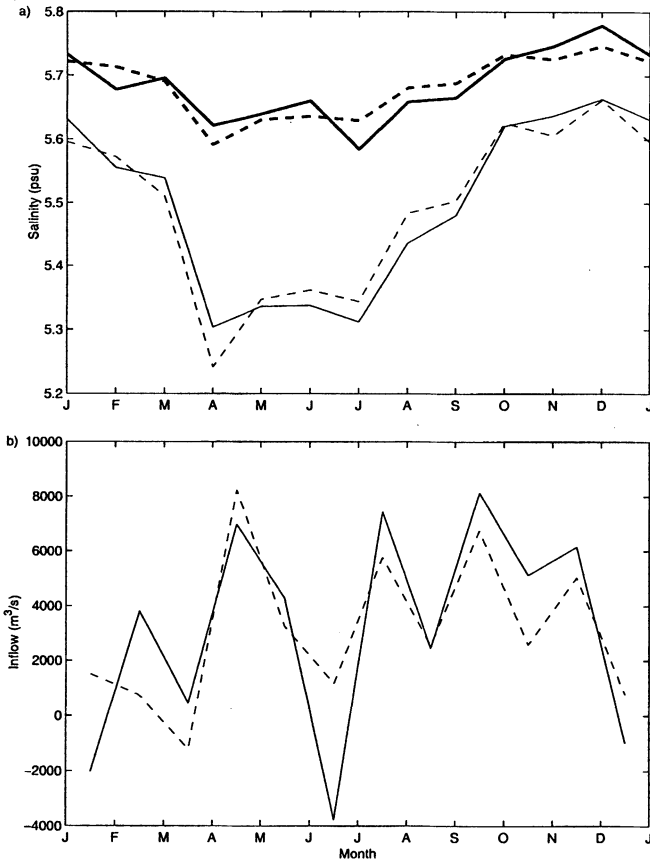 a)
5.8
5.7
5.6
5.5
5.4
5.3
5.2
Salinity (psu)
J F M A M J J A S O N D J
b)
10000
8000
6000
4000
2000
0
−2000
−4000
Inflow (m³/s)
J F M A M J J A S O N D J
Month